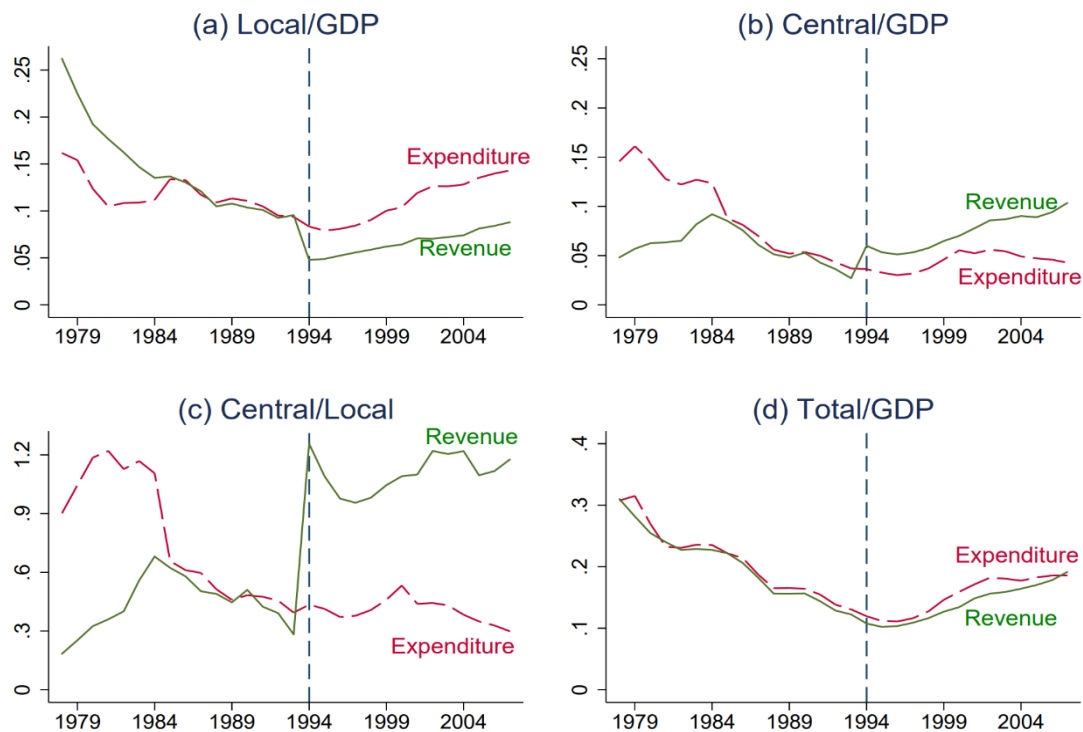 (a) Local/GDP
.25
.2
.15
.1
.05
0
Expenditure
Revenue
1979 1984 1989 1994 1999 2004
(b) Central/GDP
.25
.2
.15
.1
.05
0
Revenue
Expenditure
1979 1984 1989 1994 1999 2004
(c) Central/Local
1.2
.9
.6
.3
0
Revenue
Expenditure
1979 1984 1989 1994 1999 2004
(d) Total/GDP
.4
.3
.2
.1
0
Expenditure
Revenue
1979 1984 1989 1994 1999 2004